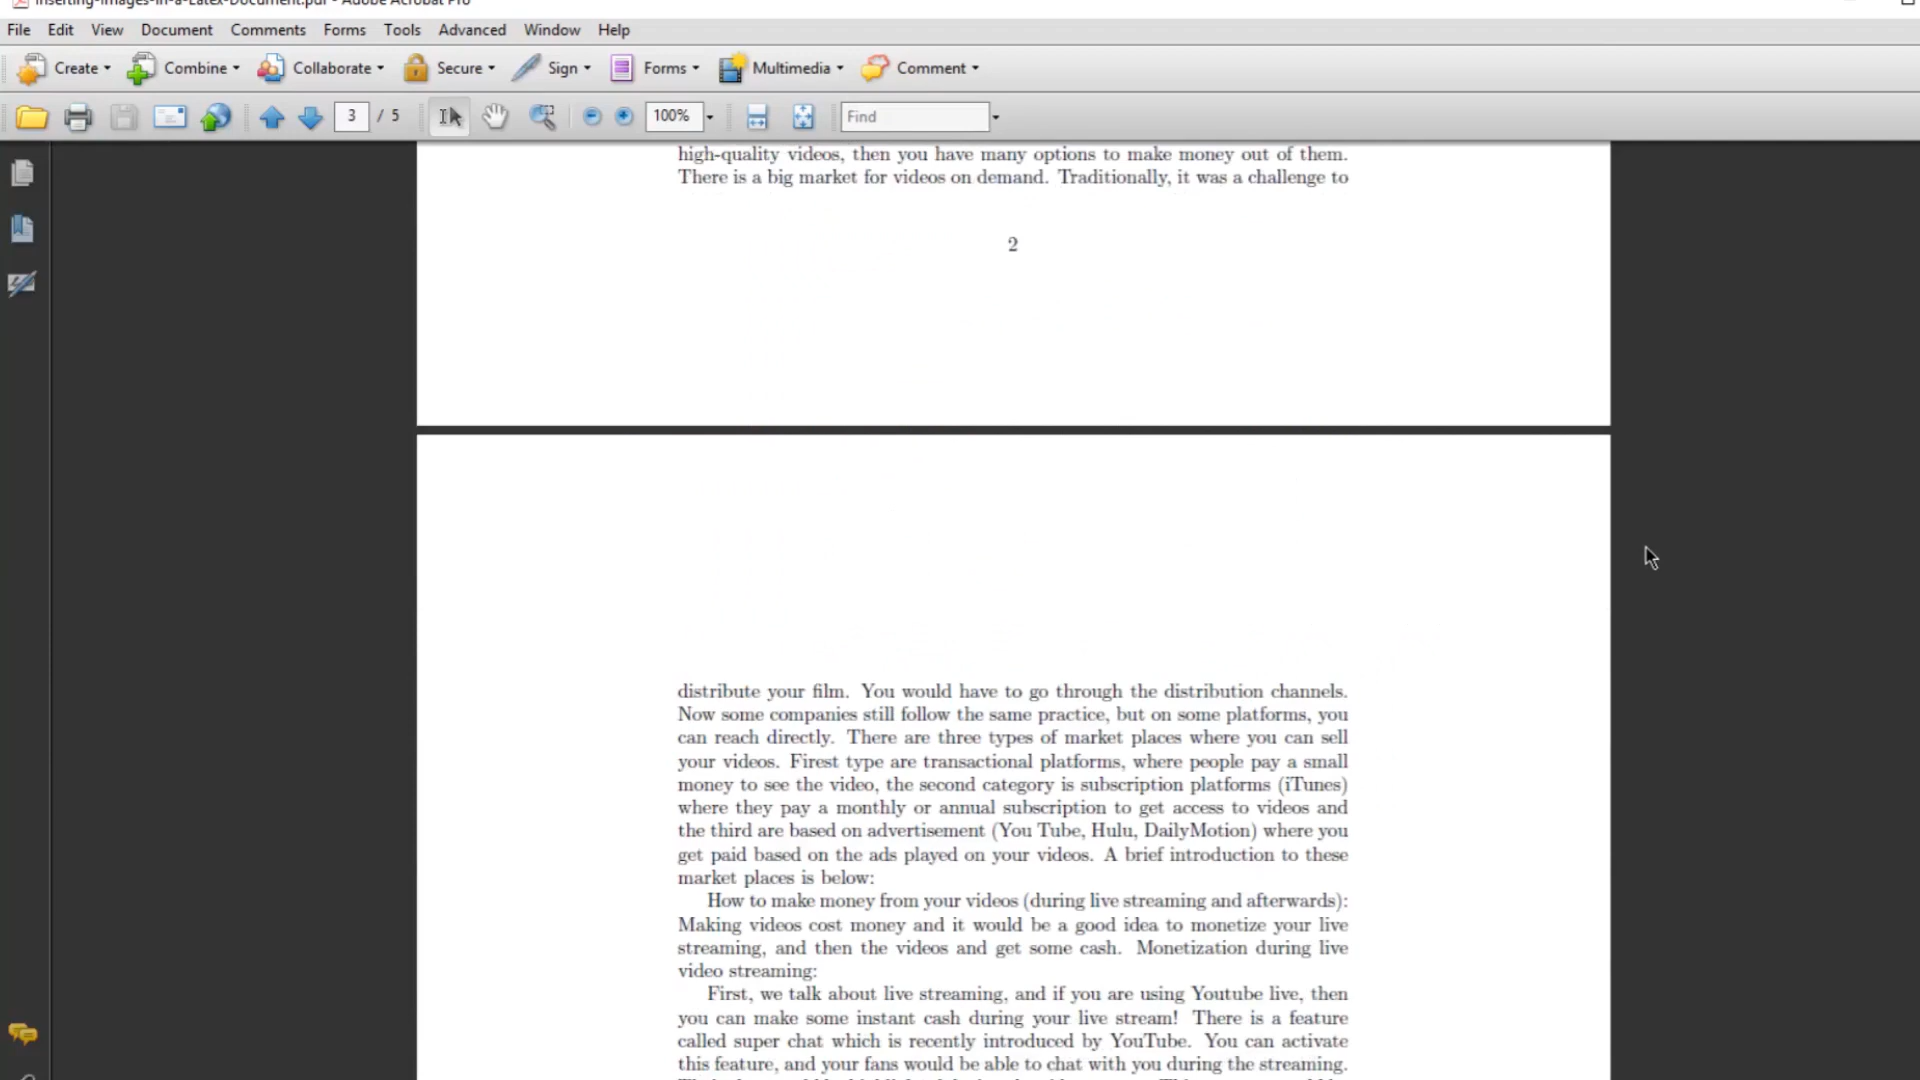 Inserting-Images-in-a-Latex-Document.pdf - Adobe Acrobat Pro
File Edit View Document Comments Forms Tools Advanced Window Help
Create Combine Collaborate Secure Sign Forms Multimedia Comment
3 / 5 100% Find
high-quality videos, then you have many options to make money out of them.
There is a big market for videos on demand. Traditionally, it was a challenge to
2
distribute your film. You would have to go through the distribution channels.
Now some companies still follow the same practice, but on some platforms, you
can reach directly. There are three types of market places where you can sell
your videos. Firest type are transactional platforms, where people pay a small
money to see the video, the second category is subscription platforms (iTunes)
where they pay a monthly or annual subscription to get access to videos and
the third are based on advertisement (You Tube, Hulu, DailyMotion) where you
get paid based on the ads played on your videos. A brief introduction to these
market places is below:
How to make money from your videos (during live streaming and afterwards):
Making videos cost money and it would be a good idea to monetize your live
streaming, and then the videos and get some cash. Monetization during live
video streaming:
First, we talk about live streaming, and if you are using Youtube live, then
you can make some instant cash during your live stream! There is a feature
called super chat which is recently introduced by YouTube. You can activate
this feature, and your fans would be able to chat with you during the streaming.